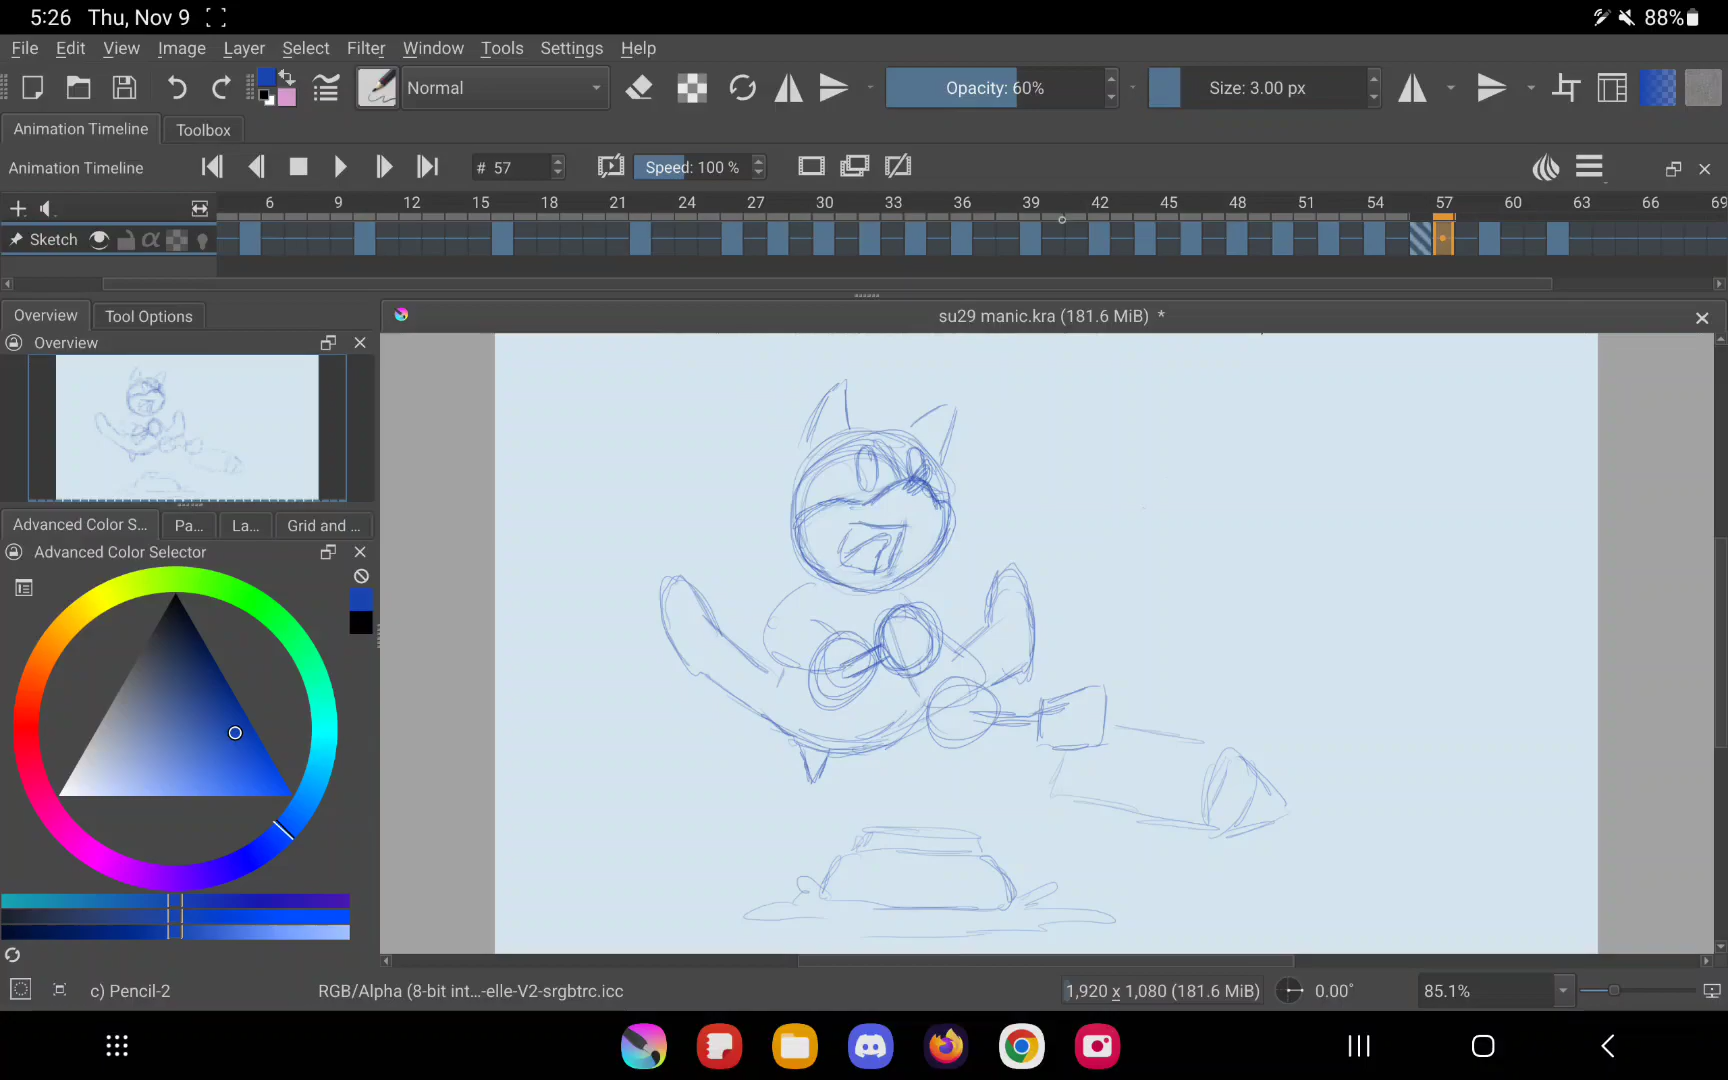 5:26 Thu, Nov 9 88%
File Edit View Image Layer Select Filter Window Tools Settings Help
Normal Opacity: 60% Size: 3.00 px
Animation Timeline Toolbox
Animation Timeline # 57 Speed: 100 %
6 9 12 15 18 21 24 27 30 33 36 39 42 45 48 51 54 57 60 63 66 69
Sketch
Overview Tool Options
su29 manic.kra (181.6 MiB) *
Overview
Advanced Color S... Pa... La... Grid and ...
Advanced Color Selector
c) Pencil-2 RGB/Alpha (8-bit int...-elle-V2-srgbtrc.icc 1,920 x 1,080 (181.6 MiB) 0.00° 85.1%